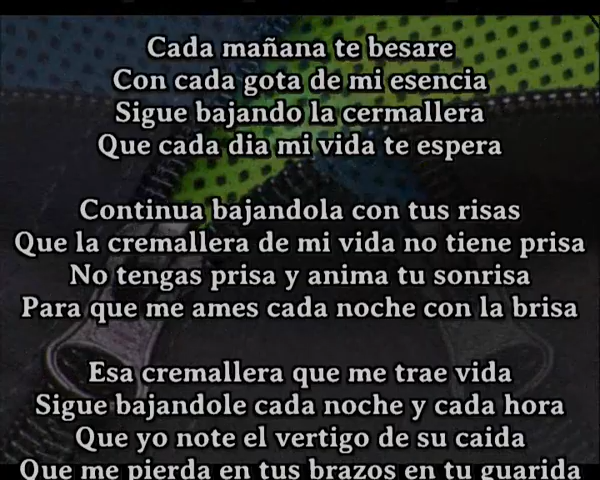 Cada mañana te besare
Con cada gota de mi esencia
Sigue bajando la cermallera
Que cada dia mi vida te espera
Continua bajandola con tus risas
Que la cremallera de mi vida no tiene prisa
No tengas prisa y anima tu sonrisa
Para que me ames cada noche con la brisa
Esa cremallera que me trae vida
Sigue bajandole cada noche y cada hora
Que yo note el vertigo de su caida
Que me pierda en tus brazos en tu guarida